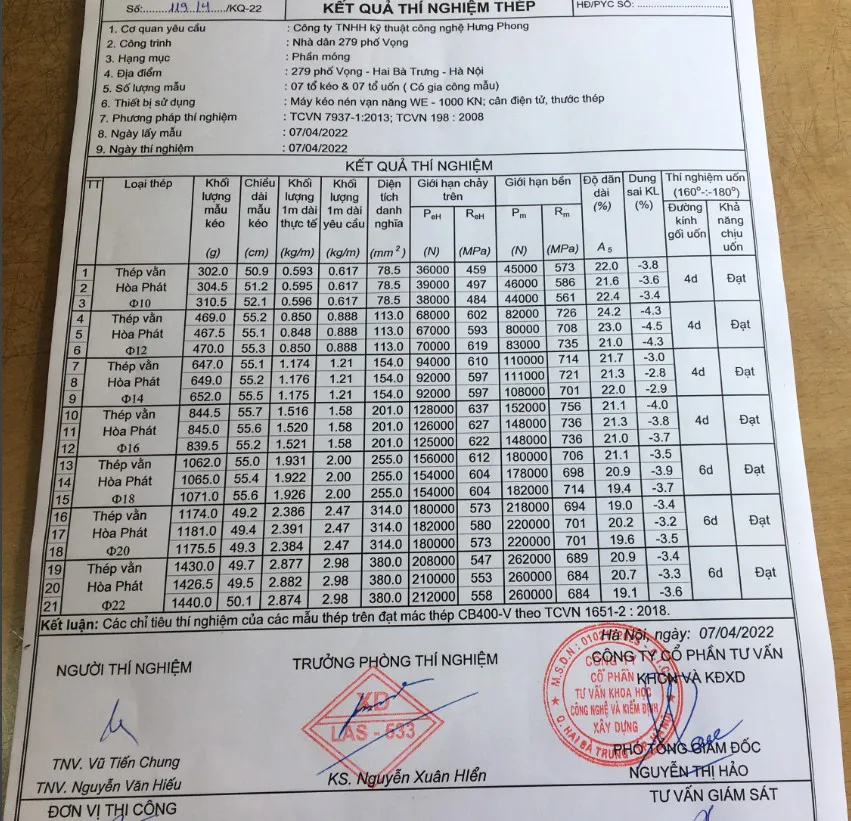 Số:......119/4..../KQ-22
KẾT QUẢ THÍ NGHIỆM THÉP
HĐ/PYC SỐ:
1. Cơ quan yêu cầu : Công ty TNHH kỹ thuật công nghệ Hưng Phong
2. Công trình : Nhà dân 279 phố Vọng
3. Hạng mục : Phần móng
4. Địa điểm : 279 phố Vọng - Hai Bà Trưng - Hà Nội
5. Số lượng mẫu : 07 tổ kéo & 07 tổ uốn ( Có gia công mẫu)
6. Thiết bị sử dụng : Máy kéo nén vạn năng WE - 1000 KN; cân điện tử, thước thép
7. Phương pháp thí nghiệm : TCVN 7937-1:2013; TCVN 198 : 2008
8. Ngày lấy mẫu : 07/04/2022
9. Ngày thí nghiệm : 07/04/2022
KẾT QUẢ THÍ NGHIỆM
TT Loại thép Khối lượng mẫu kéo (g) Chiều dài mẫu kéo (cm) Khối lượng 1m dài thực tế (kg/m) Khối lượng 1m dài yêu cầu (kg/m) Diện tích danh nghĩa (mm²) Giới hạn chảy trên PeH (N) ReH (MPa) Giới hạn bền Pm (N) Rm (MPa) Độ dãn dài (%) A5 Dung sai KL (%) Thí nghiệm uốn (160º-:-180º) Đường kính gối uốn Khả năng chịu uốn
1 Thép vằn 302.0 50.9 0.593 0.617 78.5 36000 459 45000 573 22.0 -3.8
2 Hòa Phát 304.5 51.2 0.595 0.617 78.5 39000 497 46000 586 21.6 -3.6 4d Đạt
3 Φ10 310.5 52.1 0.596 0.617 78.5 38000 484 44000 561 22.4 -3.4
4 Thép vằn 469.0 55.2 0.850 0.888 113.0 68000 602 82000 726 24.2 -4.3
5 Hòa Phát 467.5 55.1 0.848 0.888 113.0 67000 593 80000 708 23.0 -4.5 4d Đạt
6 Φ12 470.0 55.3 0.850 0.888 113.0 70000 619 83000 735 21.0 -4.3
7 Thép vằn 647.0 55.1 1.174 1.21 154.0 94000 610 110000 714 21.7 -3.0
8 Hòa Phát 649.0 55.2 1.176 1.21 154.0 92000 597 111000 721 21.3 -2.8 4d Đạt
9 Φ14 652.0 55.5 1.175 1.21 154.0 92000 597 108000 701 22.0 -2.9
10 Thép vằn 844.5 55.7 1.516 1.58 201.0 128000 637 152000 756 21.1 -4.0
11 Hòa Phát 845.0 55.6 1.520 1.58 201.0 126000 627 148000 736 21.3 -3.8 4d Đạt
12 Φ16 839.5 55.2 1.521 1.58 201.0 125000 622 148000 736 21.0 -3.7
13 Thép vằn 1062.0 55.0 1.931 2.00 255.0 156000 612 180000 706 21.1 -3.5
14 Hòa Phát 1065.0 55.4 1.922 2.00 255.0 154000 604 178000 698 20.9 -3.9 6d Đạt
15 Φ18 1071.0 55.6 1.926 2.00 255.0 154000 604 182000 714 19.4 -3.7
16 Thép vằn 1174.0 49.2 2.386 2.47 314.0 180000 573 218000 694 19.0 -3.4
17 Hòa Phát 1181.0 49.4 2.391 2.47 314.0 182000 580 220000 701 20.2 -3.2 6d Đạt
18 Φ20 1175.5 49.3 2.384 2.47 314.0 180000 573 220000 701 19.6 -3.5
19 Thép vằn 1430.0 49.7 2.877 2.98 380.0 208000 547 262000 689 20.9 -3.4
20 Hòa Phát 1426.5 49.5 2.882 2.98 380.0 210000 553 260000 684 20.7 -3.3 6d Đạt
21 Φ22 1440.0 50.1 2.874 2.98 380.0 212000 558 260000 684 19.1 -3.6
Kết luận: Các chỉ tiêu thí nghiệm của các mẫu thép trên đạt mác thép CB400-V theo TCVN 1651-2 : 2018.
Hà Nội, ngày: 07/04/2022
NGƯỜI THÍ NGHIỆM
TRƯỞNG PHÒNG THÍ NGHIỆM
CÔNG TY CỔ PHẦN TƯ VẤN
KHCN VÀ KĐXD
CÔNG TY
CỔ PHẦN
TƯ VẤN KHOA HỌC
CÔNG NGHỆ VÀ KIỂM ĐỊNH
XÂY DỰNG
KD
LAS - 633
PHÓ TỔNG GIÁM ĐỐC
TNV. Vũ Tiến Chung
TNV. Nguyễn Văn Hiếu
KS. Nguyễn Xuân Hiển
NGUYỄN THỊ HẢO
ĐƠN VỊ THI CÔNG
TƯ VẤN GIÁM SÁT